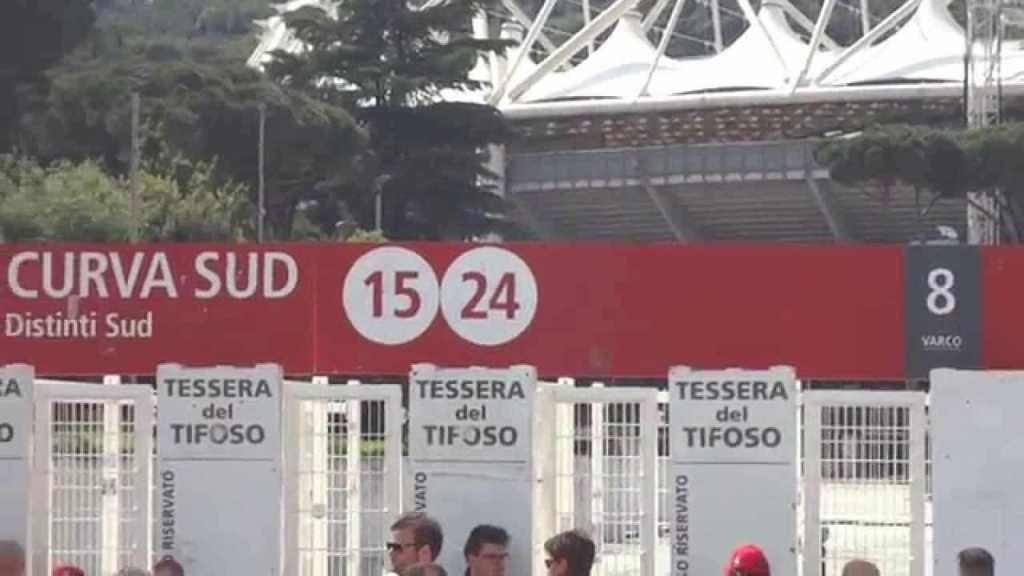 CURVA SUD
Distinti Sud
15 24
8
VARCO
TESSERA
del
TIFOSO
RISERVATO
TESSERA
del
TIFOSO
RISERVATO
TESSERA
del
TIFOSO
RISERVATO